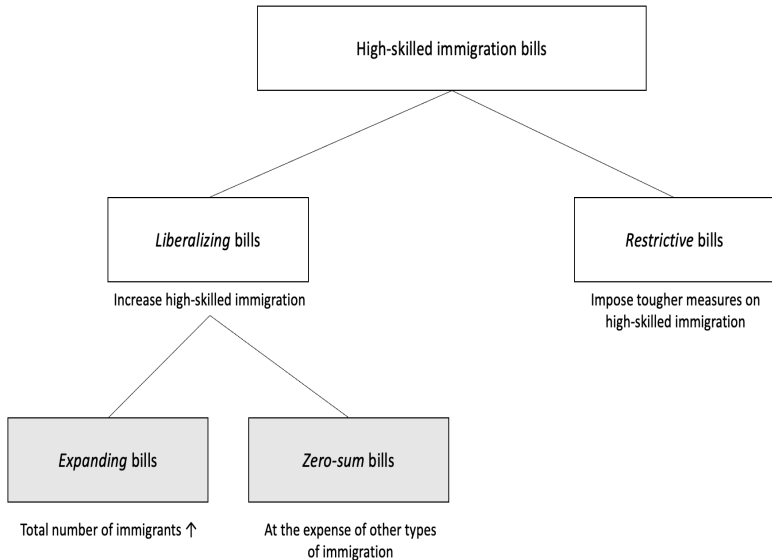 High-skilled immigration bills
Liberalizing bills
Restrictive bills
Increase high-skilled immigration
Impose tougher measures on
high-skilled immigration
Expanding bills
Zero-sum bills
Total number of immigrants ↑
At the expense of other types
of immigration